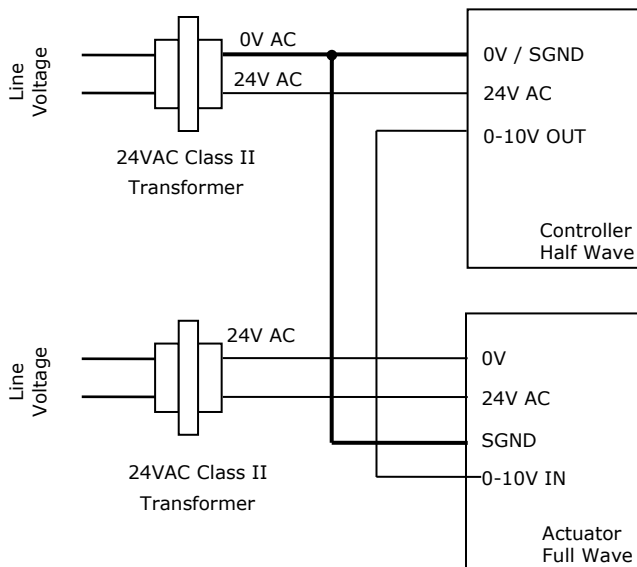 Line
Voltage
0V AC
24V AC
24VAC Class II
Transformer
0V / SGND
24V AC
0-10V OUT
Controller
Half Wave
Line
Voltage
24V AC
24VAC Class II
Transformer
0V
24V AC
SGND
0-10V IN
Actuator
Full Wave